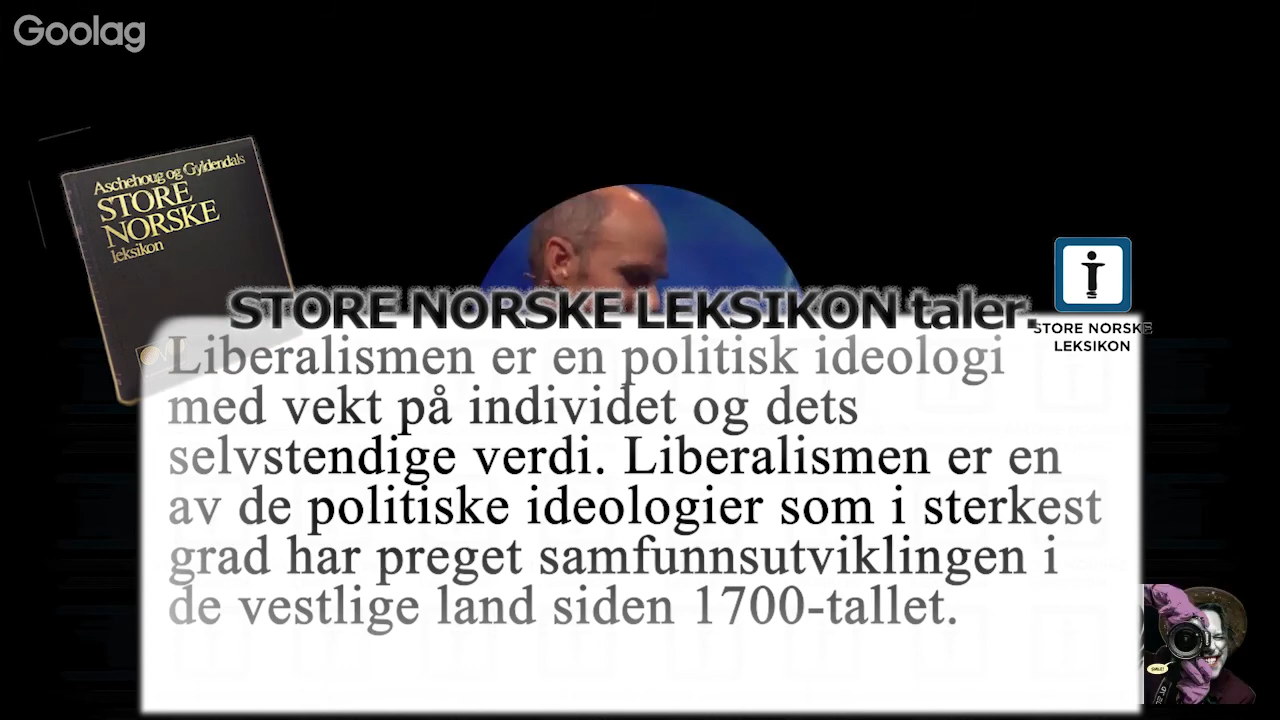 Goolag
Aschehoug og Gyldendals
STORE
NORSKE
leksikon
STORE NORSKE LEKSIKON taler.
STORE NORSKE
LEKSIKON
Liberalismen er en politisk ideologi
med vekt på individet og dets
selvstendige verdi. Liberalismen er en
av de politiske ideologier som i sterkest
grad har preget samfunnsutviklingen i
de vestlige land siden 1700-tallet.